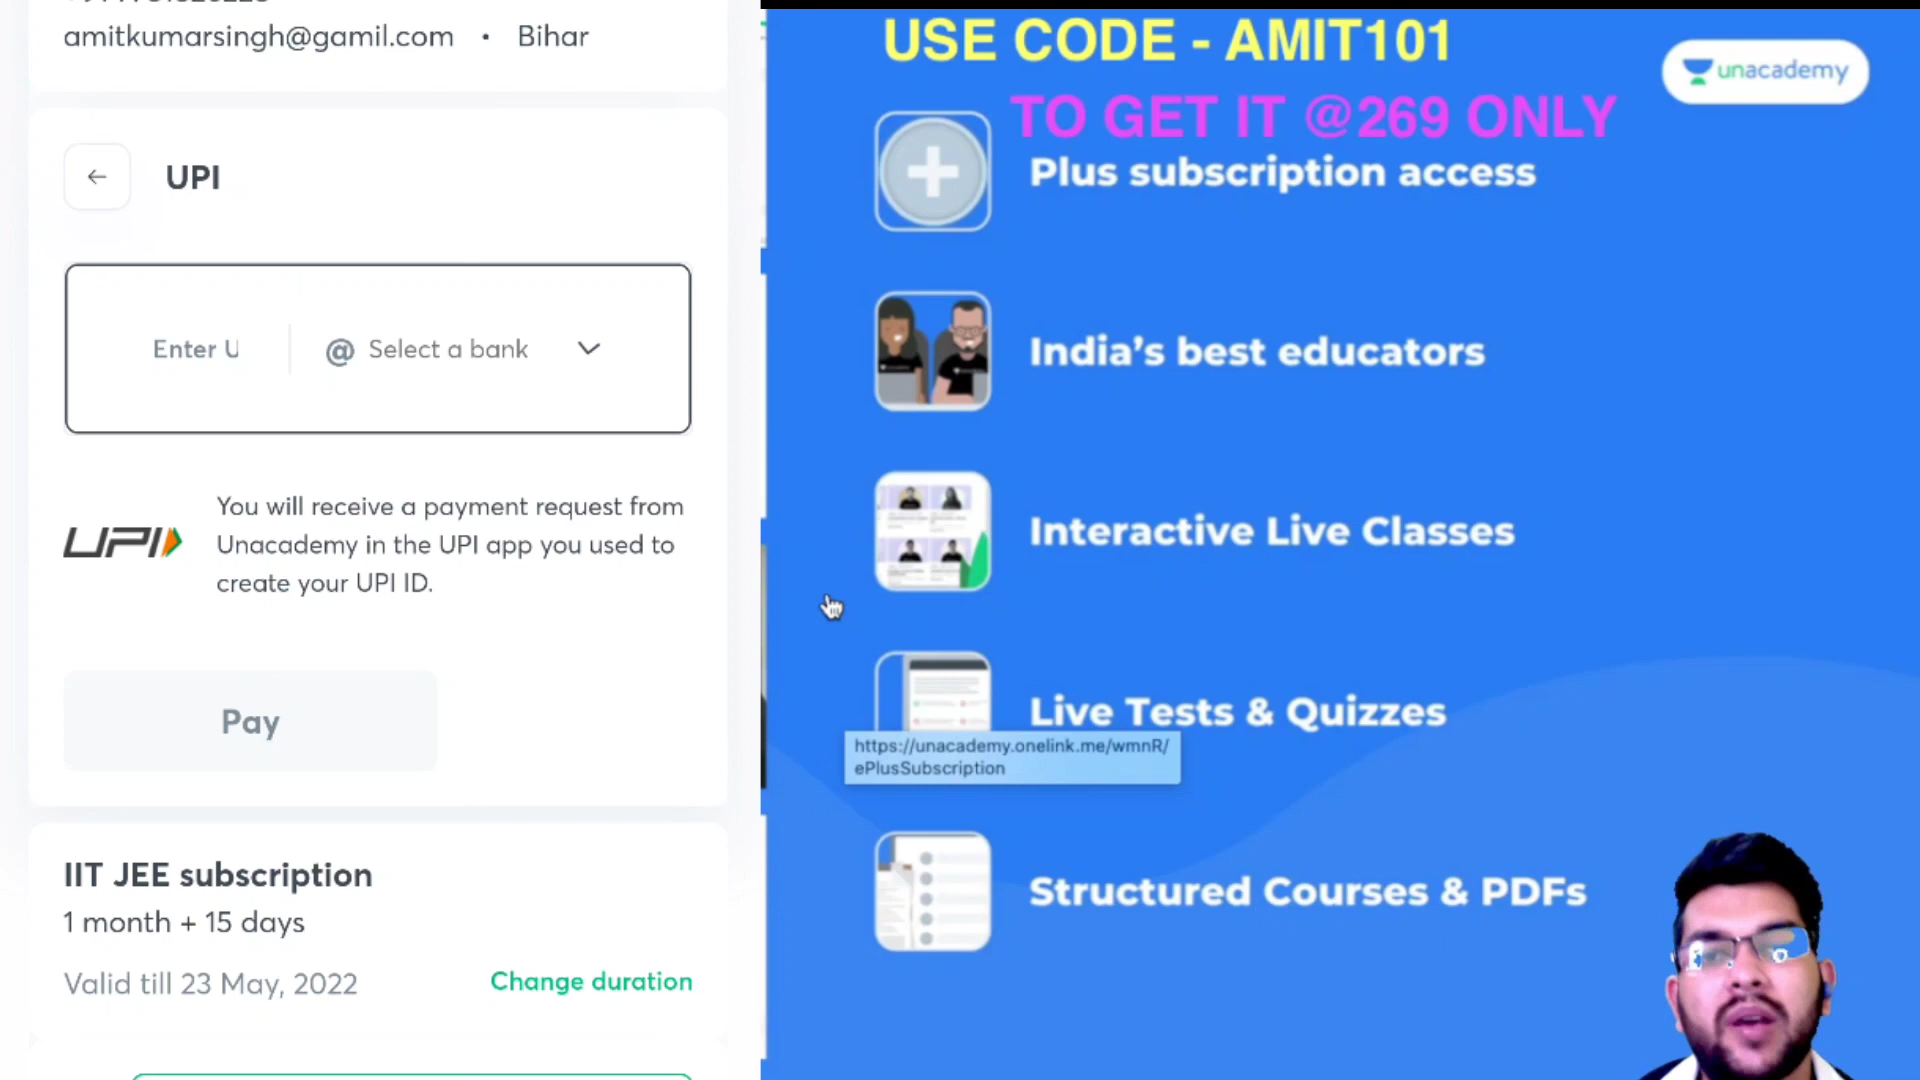 amitkumarsingh@gamil.com • Bihar
UPI
Enter U
@ Select a bank
UPI
You will receive a payment request from
Unacademy in the UPI app you used to
create your UPI ID.
Pay
IIT JEE subscription
1 month + 15 days
Valid till 23 May, 2022
Change duration
USE CODE - AMIT101
TO GET IT @269 ONLY
unacademy
Plus subscription access
India's best educators
Interactive Live Classes
Live Tests & Quizzes
https://unacademy.onelink.me/wmnR/
ePlusSubscription
Structured Courses & PDFs